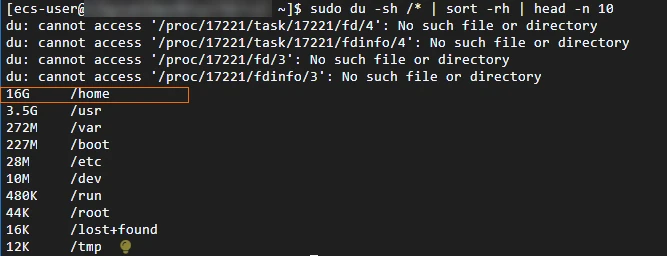 [ecs-user@ ~]$ sudo du -sh /* | sort -rh | head -n 10
du: cannot access '/proc/17221/task/17221/fd/4': No such file or directory
du: cannot access '/proc/17221/task/17221/fdinfo/4': No such file or directory
du: cannot access '/proc/17221/fd/3': No such file or directory
du: cannot access '/proc/17221/fdinfo/3': No such file or directory
16G /home
3.5G /usr
272M /var
227M /boot
28M /etc
10M /dev
480K /run
44K /root
16K /lost+found
12K /tmp